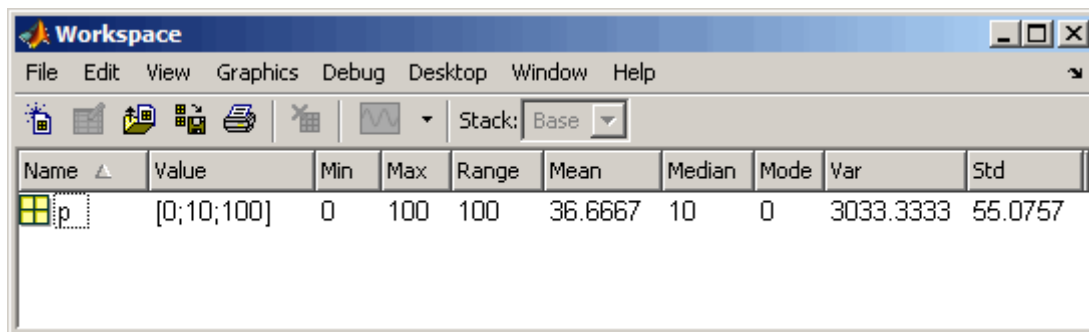 Workspace
File Edit View Graphics Debug Desktop Window Help
Stack: Base
Name Value Min Max Range Mean Median Mode Var Std
p [0;10;100] 0 100 100 36.6667 10 0 3033.3333 55.0757